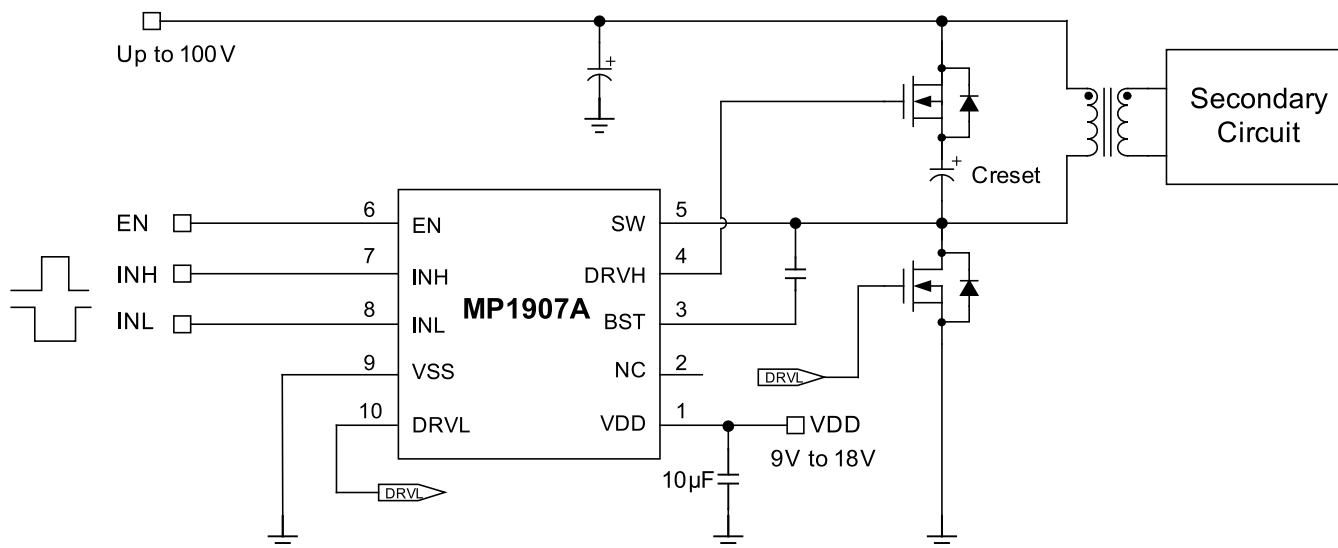 Up to 100V
Secondary
Circuit
Creset
EN
INH
INL
6
7
8
9
10
EN
INH
INL
VSS
DRVL
MP1907A
SW
DRVH
BST
NC
VDD
5
4
3
2
1
DRVL
VDD
9V to 18V
10µF
DRVL